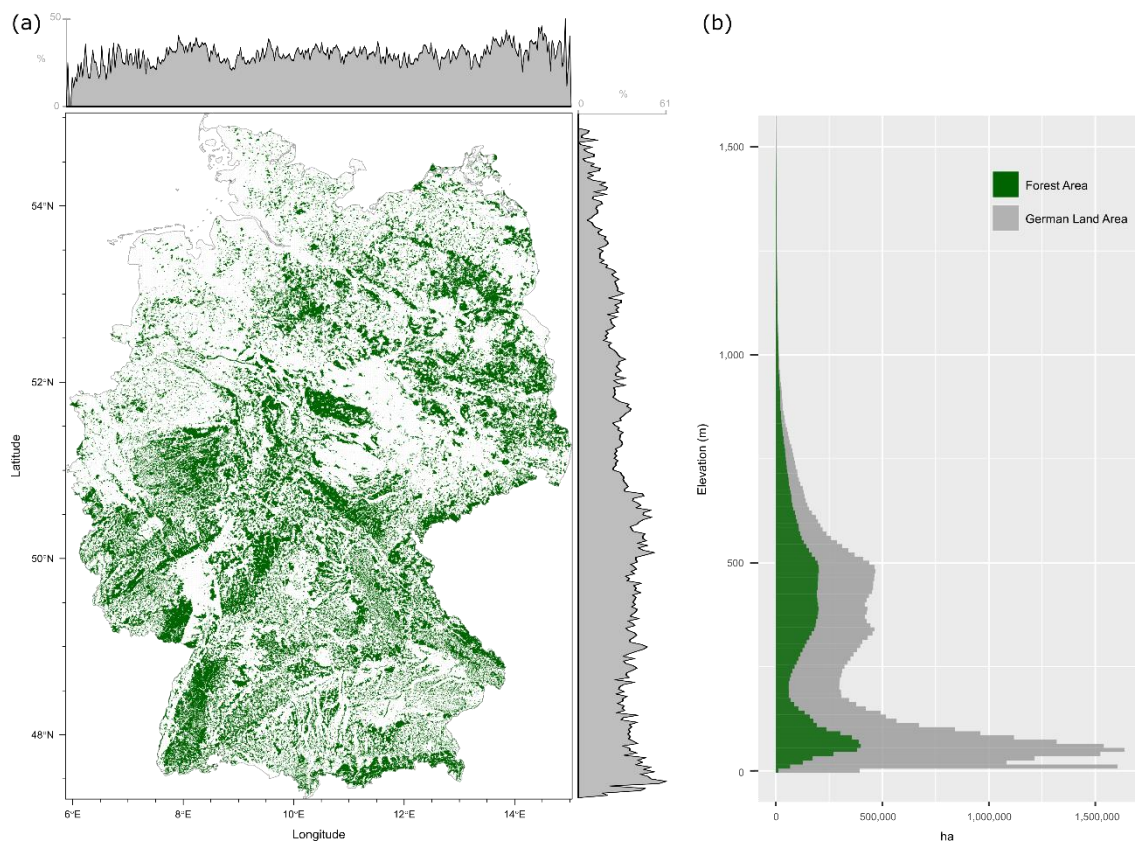 (a)
50
%
0
0 % 61
54°N
52°N
50°N
48°N
Latitude
6°E 8°E 10°E 12°E 14°E
Longitude
(b)
1,500
1,000
500
0
Elevation (m)
Forest Area
German Land Area
0 500,000 1,000,000 1,500,000
ha